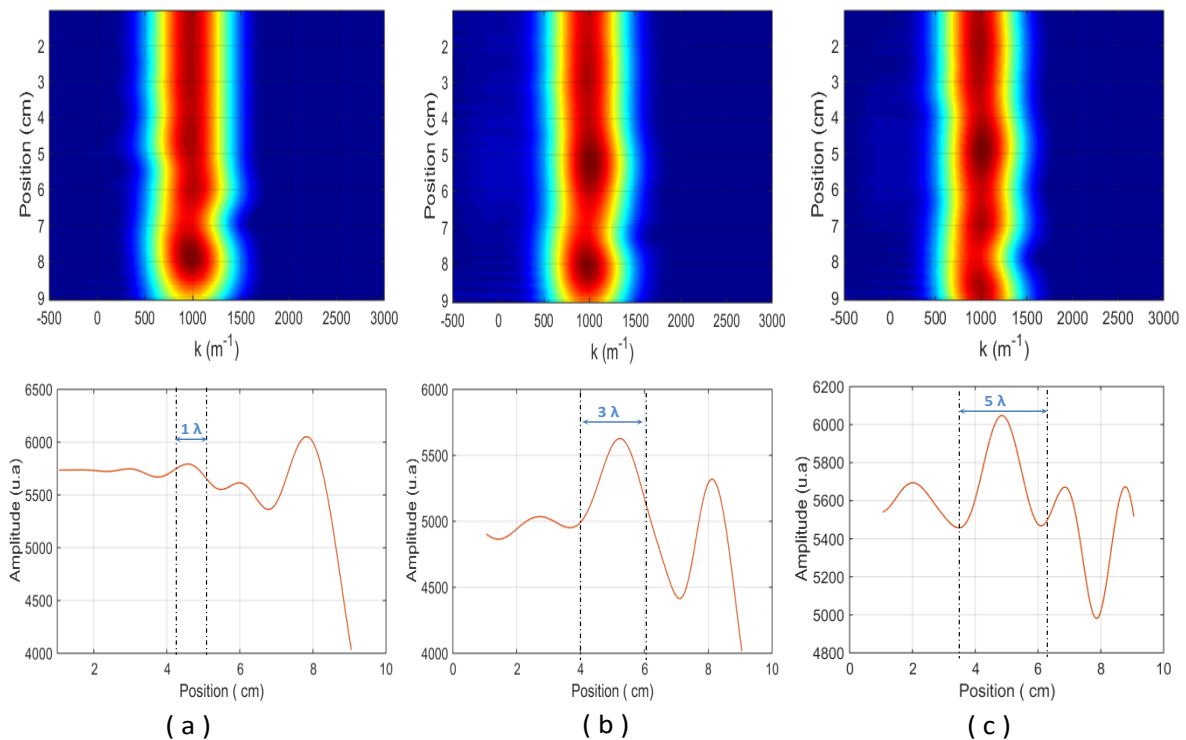 Position (cm)
2
3
4
5
6
7
8
9
-500 0 500 1000 1500 2000 2500 3000
k (m⁻¹)
Position (cm)
2
3
4
5
6
7
8
9
-500 0 500 1000 1500 2000 2500 3000
k (m⁻¹)
Position (cm)
2
3
4
5
6
7
8
9
-500 0 500 1000 1500 2000 2500 3000
k (m⁻¹)
Amplitude (u.a)
6500
6000
5500
5000
4500
4000
1 λ
2 4 6 8 10
Position ( cm)
( a )
Amplitude (u.a)
6000
5500
5000
4500
4000
3 λ
0 2 4 6 8 10
Position (cm)
( b )
Amplitude (u.a)
6200
6000
5800
5600
5400
5200
5000
4800
5 λ
0 2 4 6 8 10
Position ( cm)
( c )